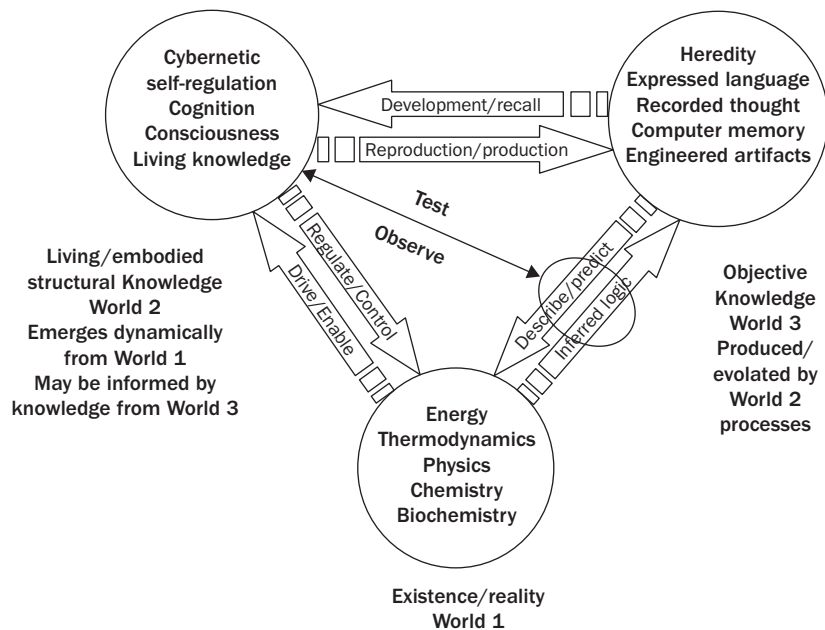 Cybernetic
self-regulation
Cognition
Consciousness
Living knowledge
Heredity
Expressed language
Recorded thought
Computer memory
Engineered artifacts
Development/recall
Reproduction/production
Test
Observe
Regulate/Control
Drive/Enable
Describe/predict
Inferred logic
Living/embodied
structural Knowledge
World 2
Emerges dynamically
from World 1
May be informed by
knowledge from World 3
Objective
Knowledge
World 3
Produced/
evolated by
World 2
processes
Energy
Thermodynamics
Physics
Chemistry
Biochemistry
Existence/reality
World 1